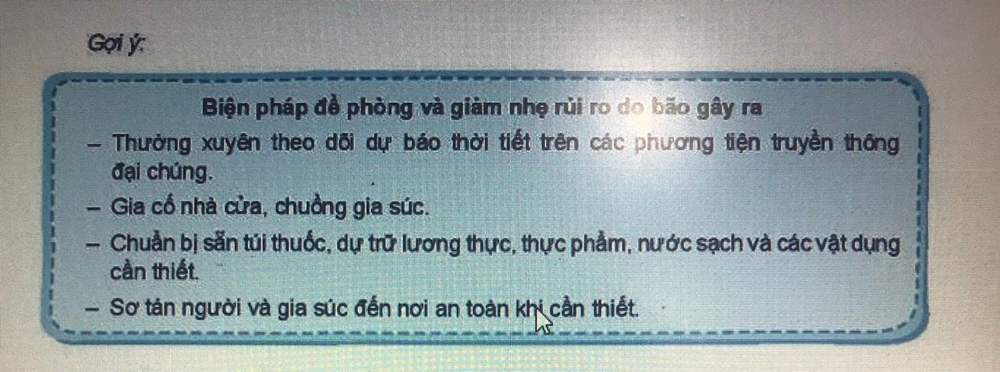 Gợi ý:
Biện pháp đề phòng và giảm nhẹ rủi ro do bão gây ra
– Thường xuyên theo dõi dự báo thời tiết trên các phương tiện truyền thông
đại chúng.
– Gia cố nhà cửa, chuồng gia súc.
– Chuẩn bị sẵn túi thuốc, dự trữ lương thực, thực phẩm, nước sạch và các vật dụng
cần thiết.
– Sơ tán người và gia súc đến nơi an toàn khi cần thiết.